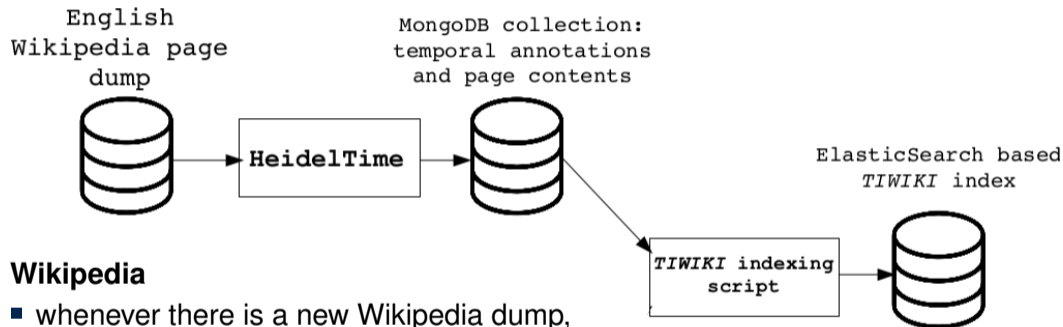 English
Wikipedia page
dump
MongoDB collection:
temporal annotations
and page contents
HeidelTime
ElasticSearch based
TIWIKI index
TIWIKI indexing
script
Wikipedia
▪ whenever there is a new Wikipedia dump,